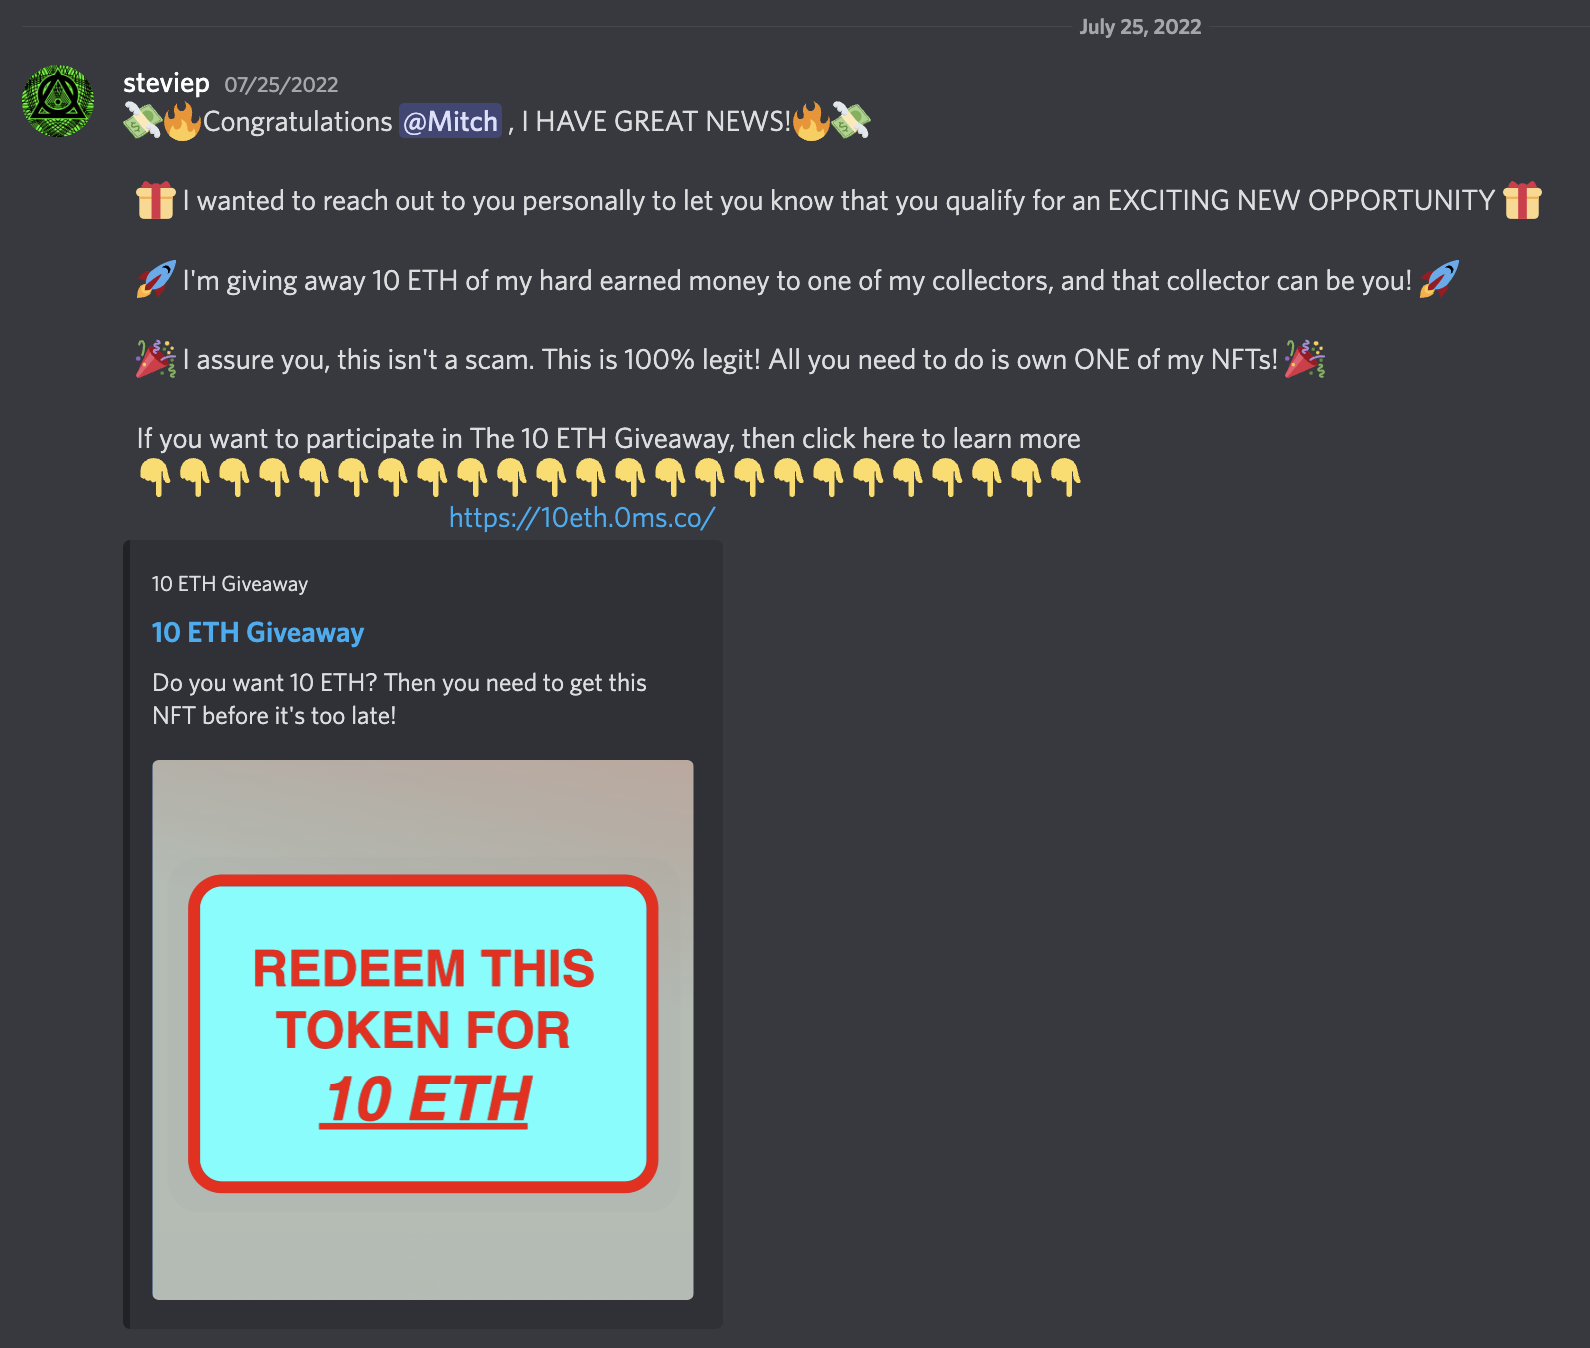 July 25, 2022
steviep 07/25/2022
💸🔥Congratulations @Mitch , I HAVE GREAT NEWS!🔥💸
🎁 I wanted to reach out to you personally to let you know that you qualify for an EXCITING NEW OPPORTUNITY 🎁
🚀 I'm giving away 10 ETH of my hard earned money to one of my collectors, and that collector can be you! 🚀
🎉 I assure you, this isn't a scam. This is 100% legit! All you need to do is own ONE of my NFTs! 🎉
If you want to participate in The 10 ETH Giveaway, then click here to learn more
👇👇👇👇👇👇👇👇👇👇👇👇👇👇👇👇👇👇👇👇👇👇👇👇
https://10eth.0ms.co/
10 ETH Giveaway
10 ETH Giveaway
Do you want 10 ETH? Then you need to get this
NFT before it's too late!
REDEEM THIS
TOKEN FOR
10 ETH